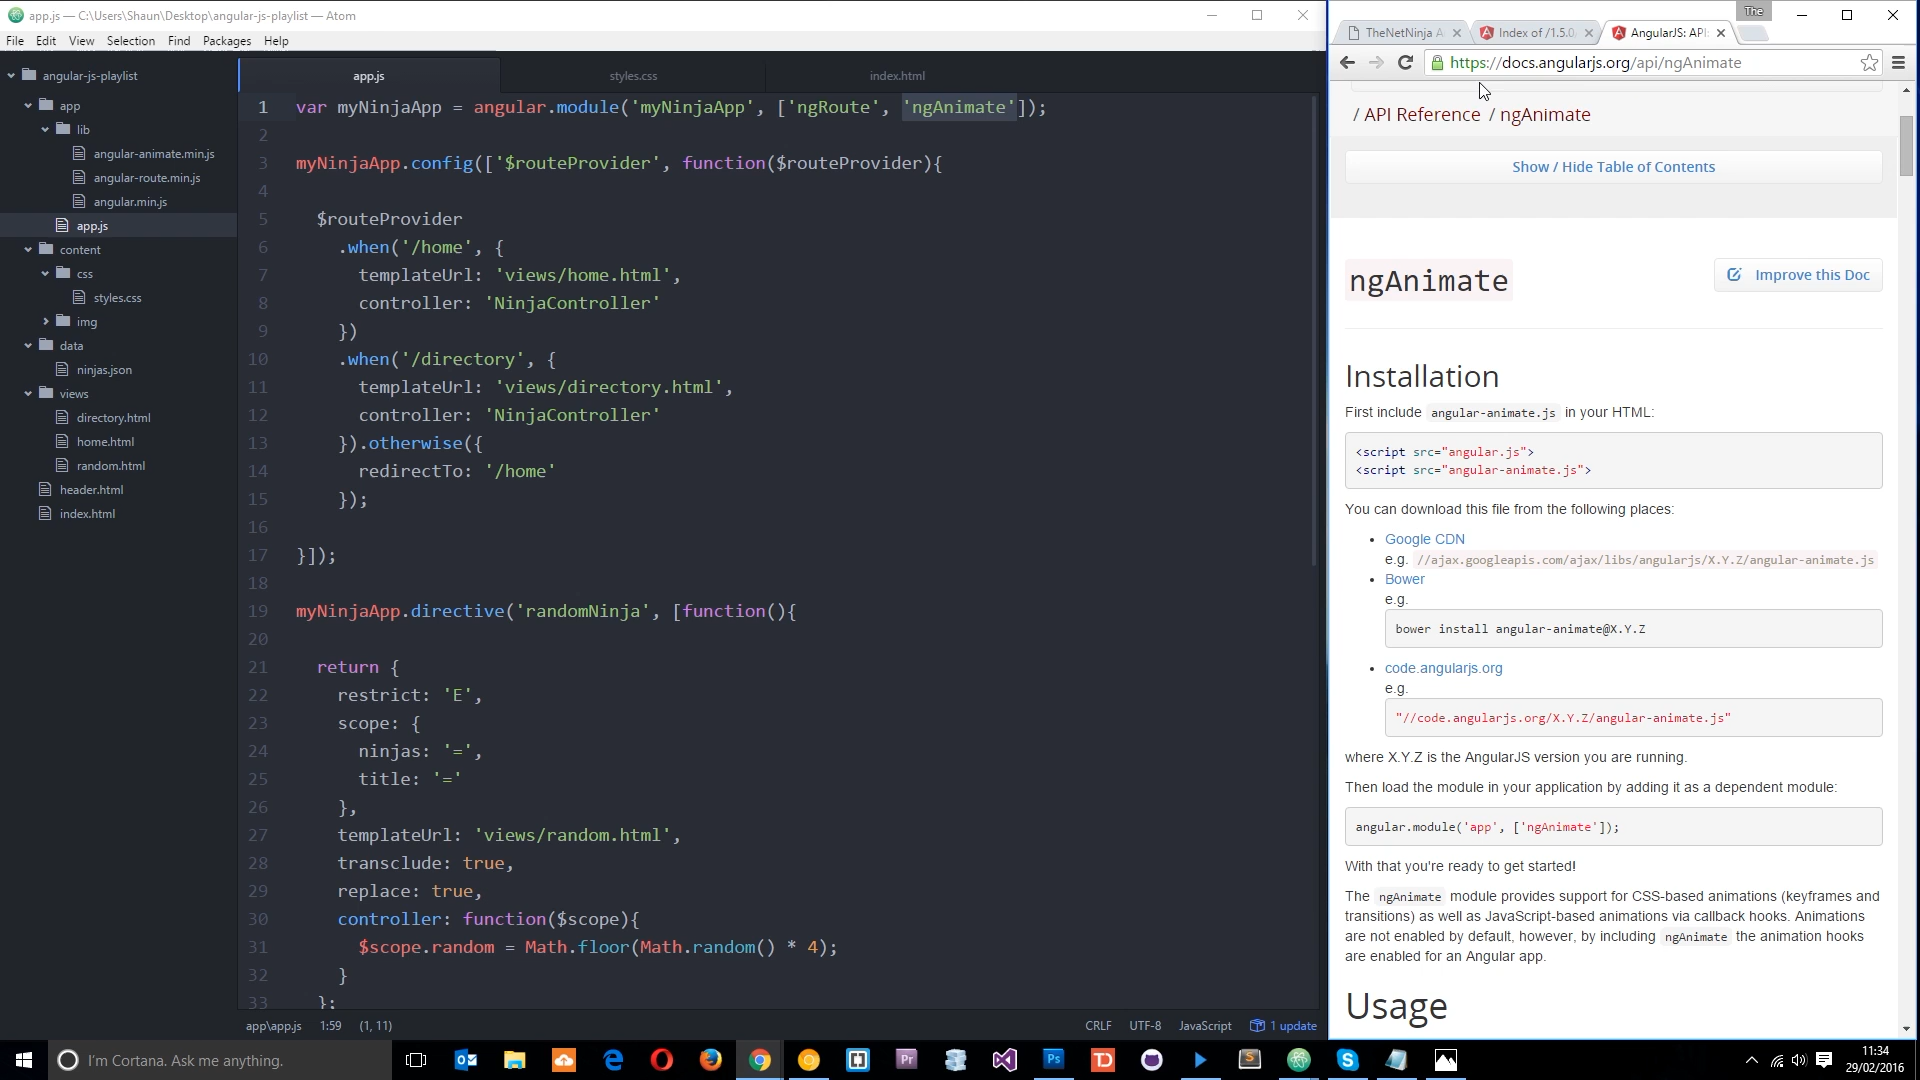 app.js — C:\Users\Shaun\Desktop\angular-js-playlist — Atom
File Edit View Selection Find Packages Help
angular-js-playlist
app
lib
angular-animate.min.js
angular-route.min.js
angular.min.js
app.js
content
css
styles.css
img
data
ninjas.json
views
directory.html
home.html
random.html
header.html
index.html
app.js styles.css index.html
1 var myNinjaApp = angular.module('myNinjaApp', ['ngRoute', 'ngAnimate']);
2
3 myNinjaApp.config(['$routeProvider', function($routeProvider){
4
5 $routeProvider
6 .when('/home', {
7 templateUrl: 'views/home.html',
8 controller: 'NinjaController'
9 })
10 .when('/directory', {
11 templateUrl: 'views/directory.html',
12 controller: 'NinjaController'
13 }).otherwise({
14 redirectTo: '/home'
15 });
16
17 }]);
18
19 myNinjaApp.directive('randomNinja', [function(){
20
21 return {
22 restrict: 'E',
23 scope: {
24 ninjas: '=',
25 title: '='
26 },
27 templateUrl: 'views/random.html',
28 transclude: true,
29 replace: true,
30 controller: function($scope){
31 $scope.random = Math.floor(Math.random() * 4);
32 }
33 };
app\app.js 1:59 (1, 11) CRLF UTF-8 JavaScript 1 update
The
TheNetNinja A Index of /1.5.0 AngularJS: API:
https://docs.angularjs.org/api/ngAnimate
/ API Reference / ngAnimate
Show / Hide Table of Contents
ngAnimate
Improve this Doc
Installation
First include angular-animate.js in your HTML:
<script src="angular.js">
<script src="angular-animate.js">
You can download this file from the following places:
• Google CDN
e.g. //ajax.googleapis.com/ajax/libs/angularjs/X.Y.Z/angular-animate.js
• Bower
e.g.
bower install angular-animate@X.Y.Z
• code.angularjs.org
e.g.
"//code.angularjs.org/X.Y.Z/angular-animate.js"
where X.Y.Z is the AngularJS version you are running.
Then load the module in your application by adding it as a dependent module:
angular.module('app', ['ngAnimate']);
With that you're ready to get started!
The ngAnimate module provides support for CSS-based animations (keyframes and
transitions) as well as JavaScript-based animations via callback hooks. Animations
are not enabled by default, however, by including ngAnimate the animation hooks
are enabled for an Angular app.
Usage
I'm Cortana. Ask me anything.
11:34
29/02/2016